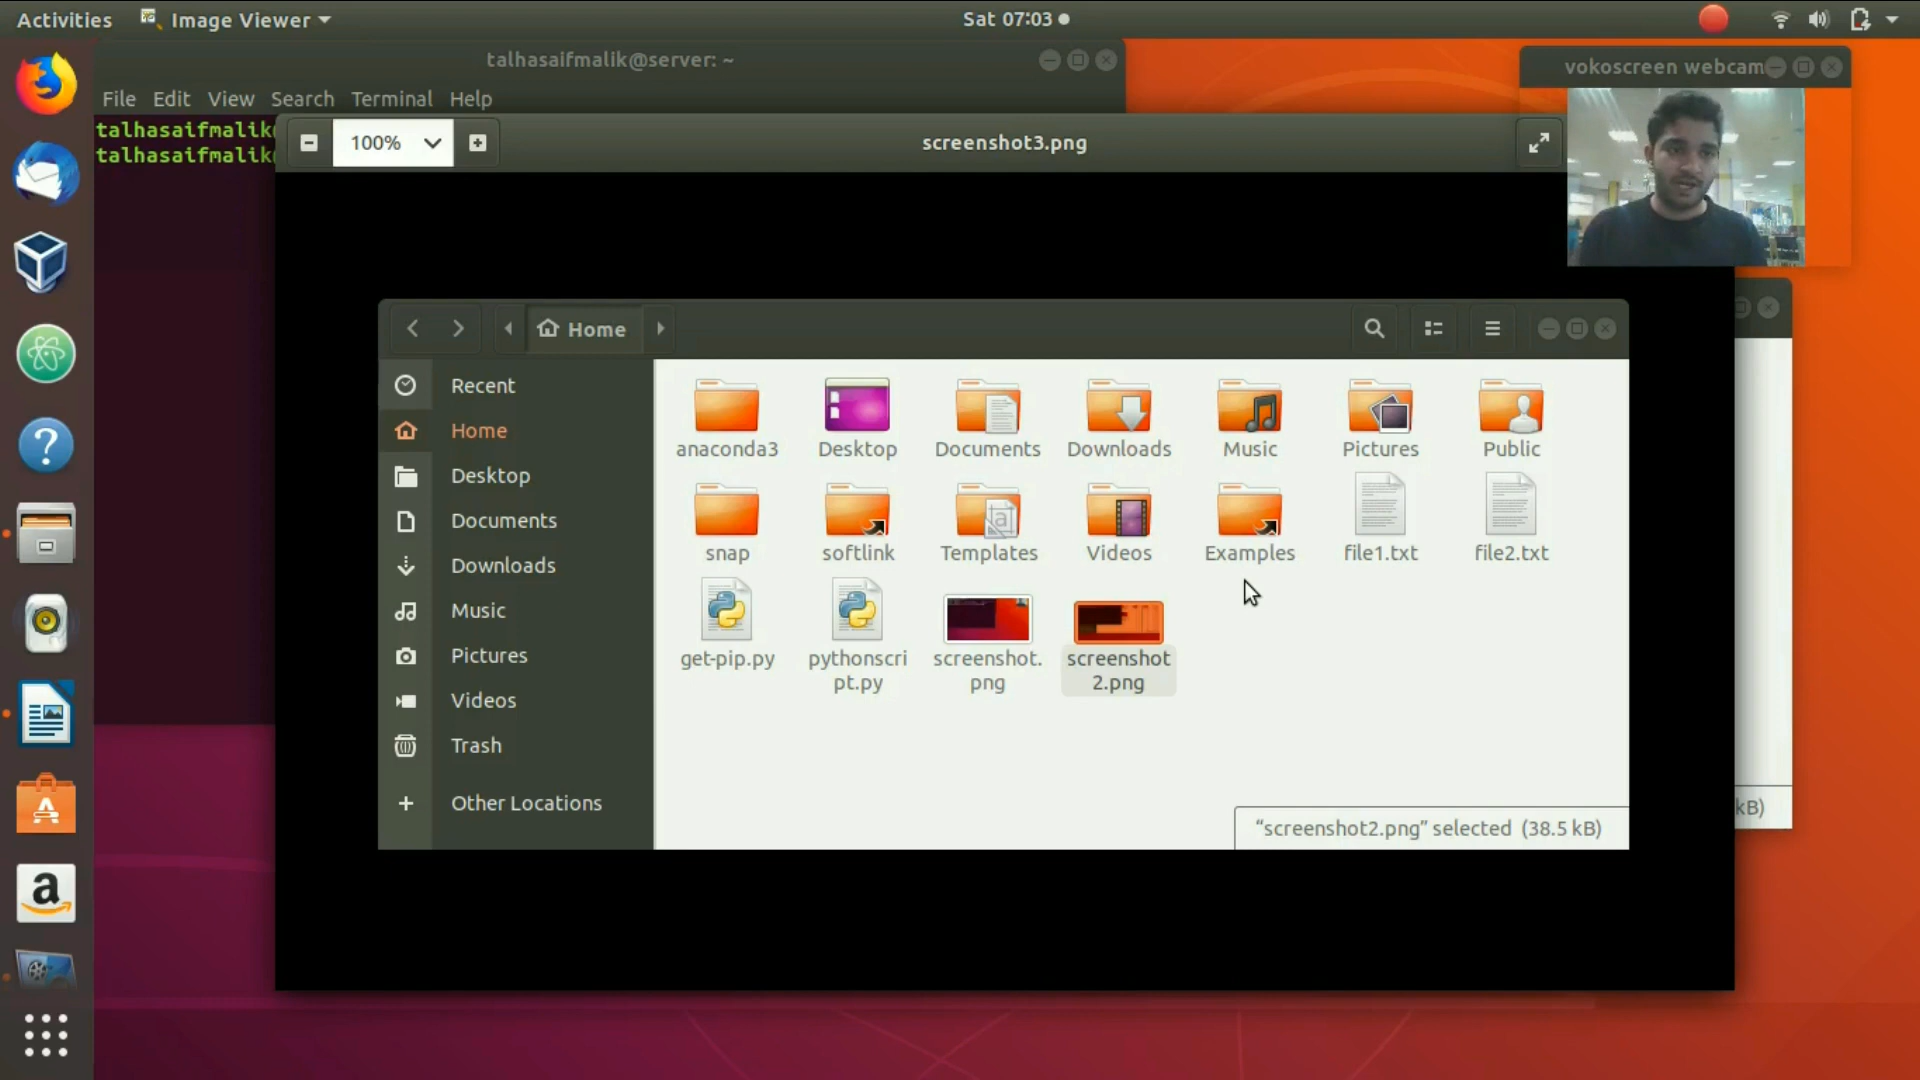 Activities Image Viewer Sat 07:03
talhasaifmalik@server: ~
vokoscreen webcam
File Edit View Search Terminal Help
talhasaifmalik
talhasaifmalik
100% screenshot3.png
Home
Recent
Home
Desktop
Documents
Downloads
Music
Pictures
Videos
Trash
Other Locations
anaconda3 Desktop Documents Downloads Music Pictures Public
snap softlink Templates Videos Examples file1.txt file2.txt
get-pip.py pythonscri screenshot. screenshot
pt.py png 2.png
“screenshot2.png” selected (38.5 kB)
kB)